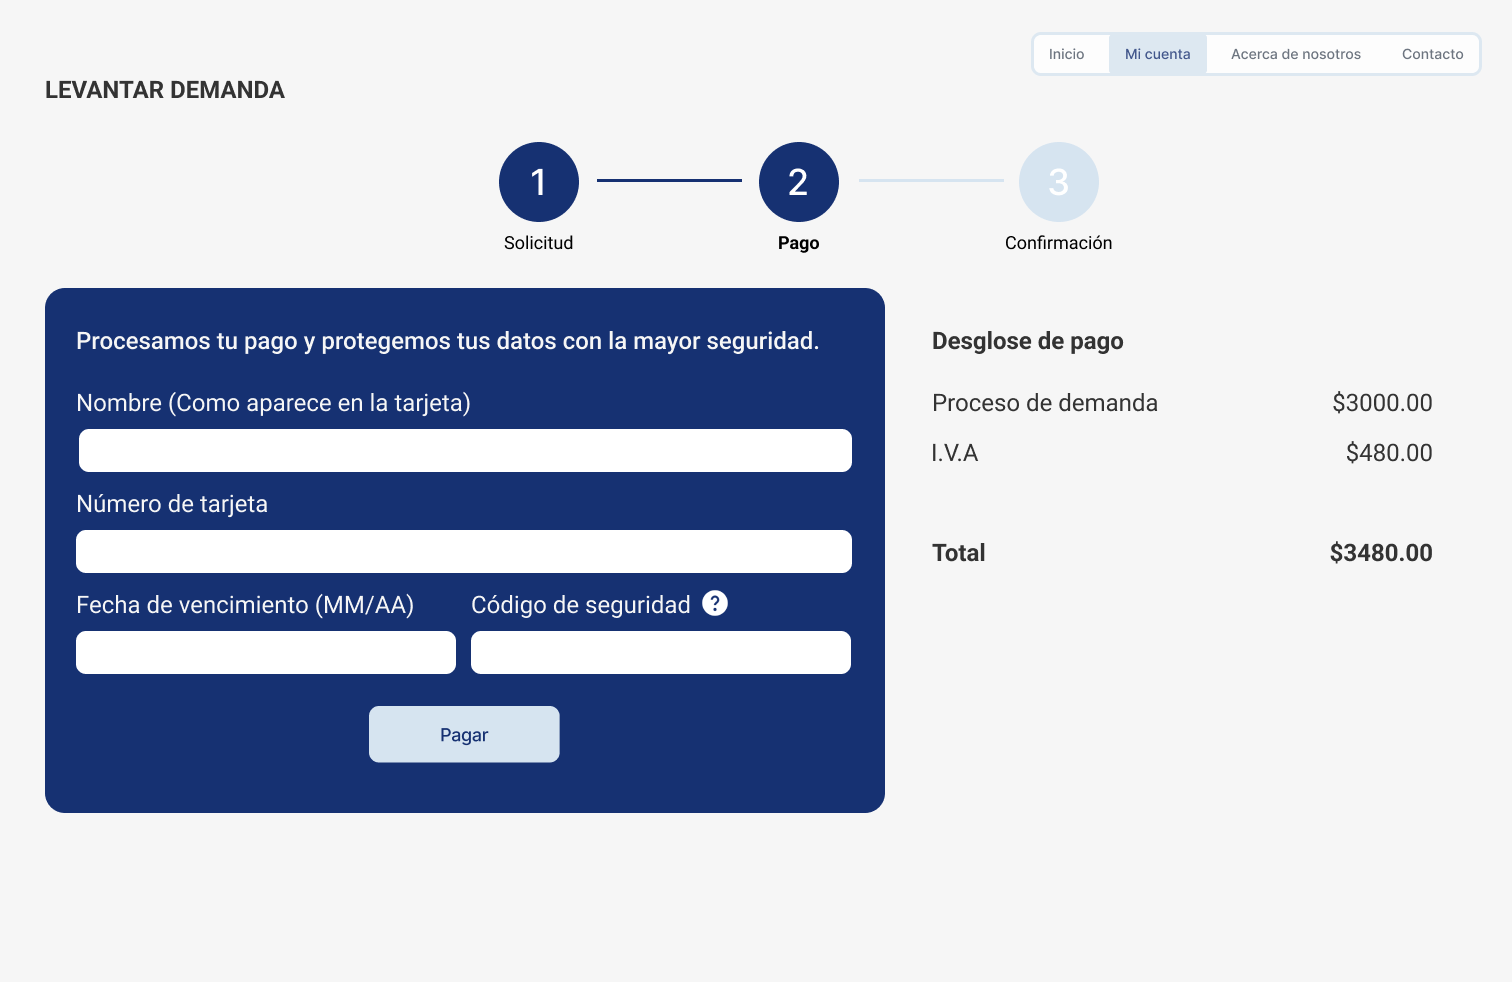 Inicio
Mi cuenta
Acerca de nosotros
Contacto
LEVANTAR DEMANDA
1
2
3
Solicitud
Pago
Confirmación
Procesamos tu pago y protegemos tus datos con la mayor seguridad.
Nombre (Como aparece en la tarjeta)
Número de tarjeta
Fecha de vencimiento (MM/AA)
Código de seguridad ?
Pagar
Desglose de pago
Proceso de demanda $3000.00
I.V.A $480.00
Total $3480.00